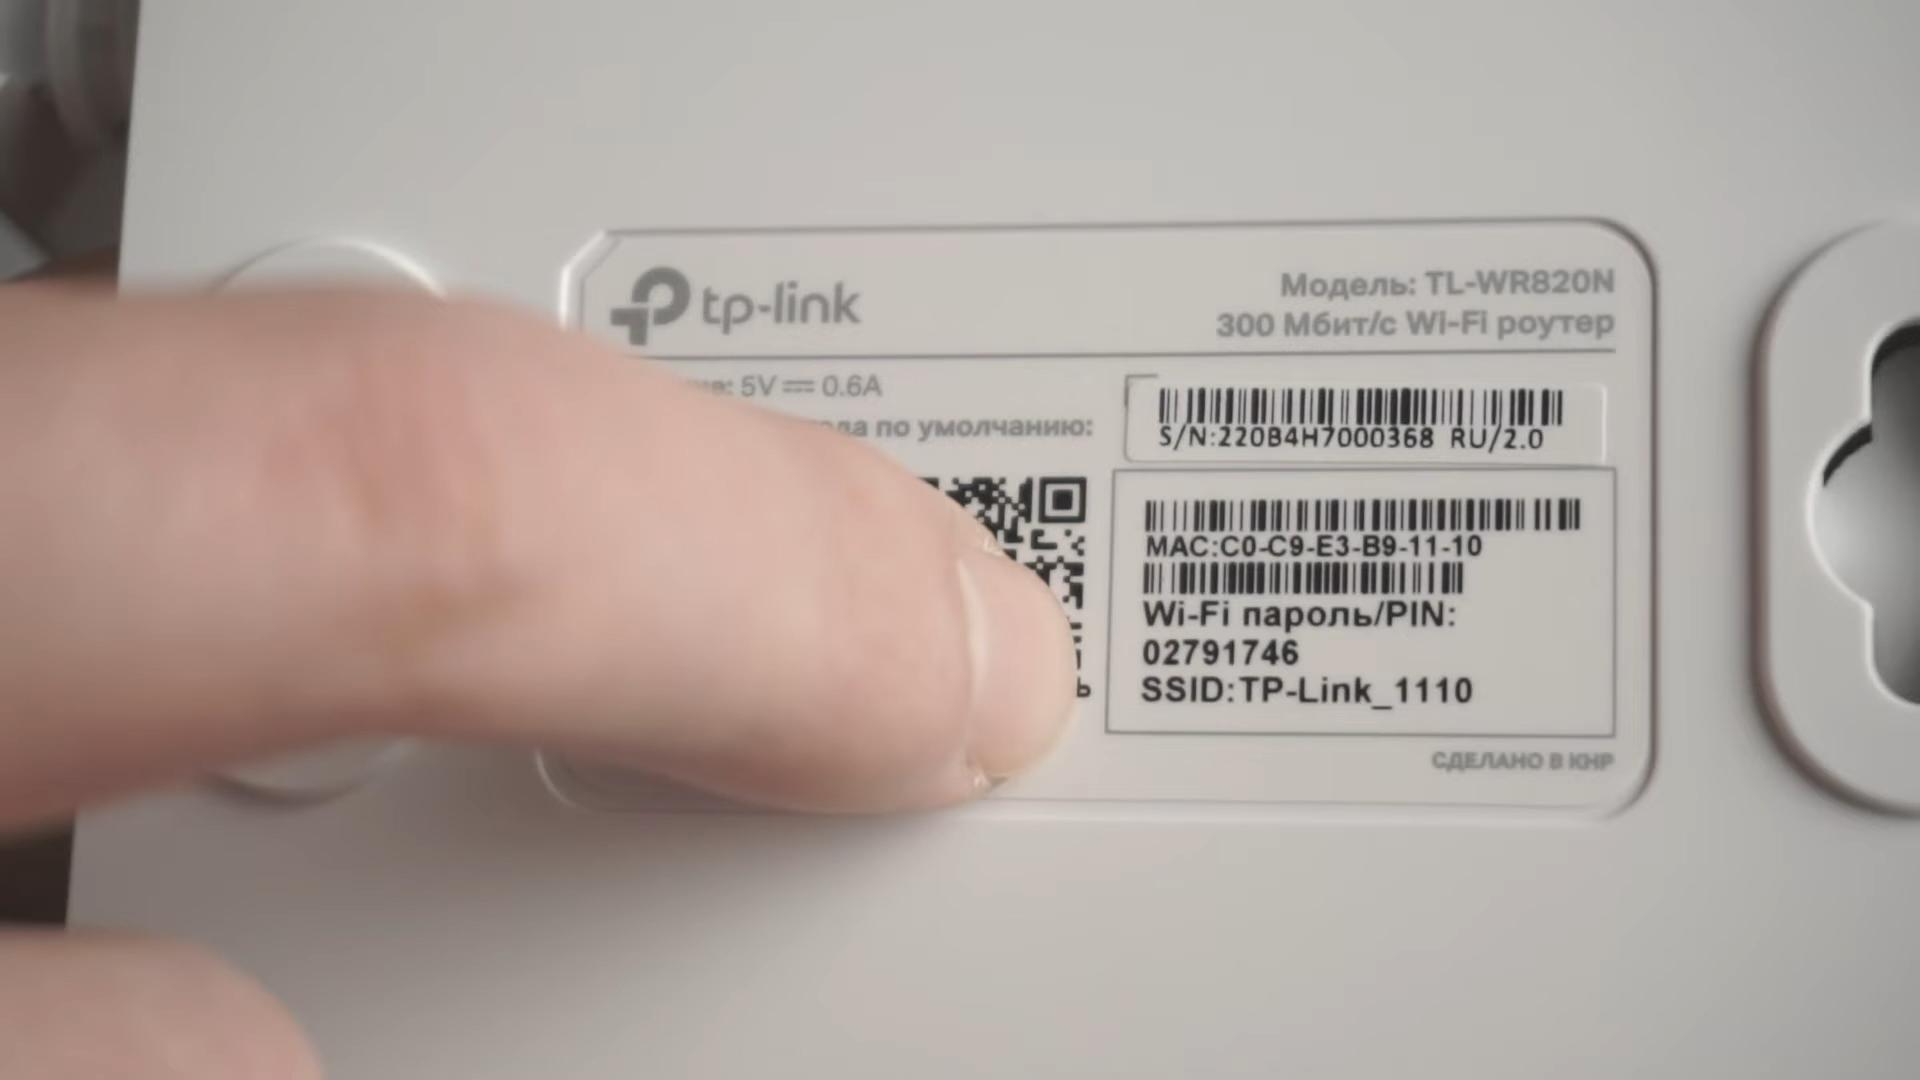 tp-link
Модель: TL-WR820N
300 Мбит/с Wi-Fi роутер
5V ⎓ 0.6A
по умолчанию:
S/N:220B4H7000368 RU/2.0
MAC:C0-C9-E3-B9-11-10
Wi-Fi пароль/PIN:
02791746
SSID:TP-Link_1110
СДЕЛАНО В КНР